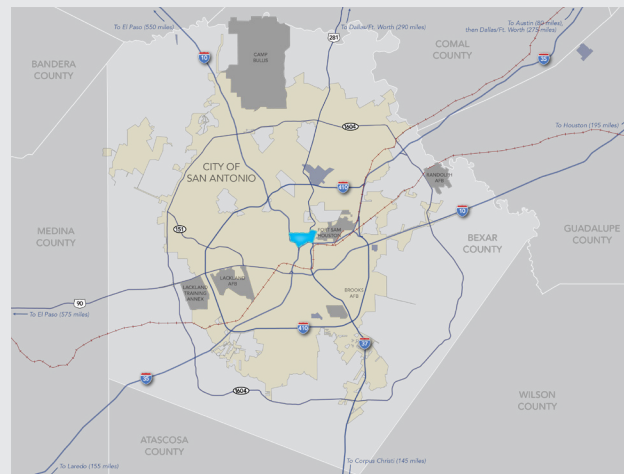 To El Paso (550 miles)
To Dallas/Ft. Worth (290 miles)
To Austin (80 miles),
then Dallas/Ft. Worth (275 miles)
281
CAMP
BULLIS
COMAL
COUNTY
10
35
BANDERA
COUNTY
To Houston (195 miles)
1604
CITY OF
SAN ANTONIO
RANDOLPH
AFB
410
10
151
FORT SAM
HOUSTON
MEDINA
COUNTY
BEXAR
COUNTY
GUADALUPE
COUNTY
LACKLAND
AFB
LACKLAND
TRAINING
ANNEX
BROOKS
AFB
90
To El Paso (575 miles)
410
37
35
1604
WILSON
COUNTY
ATASCOSA
COUNTY
To Laredo (155 miles)
To Corpus Christi (145 miles)